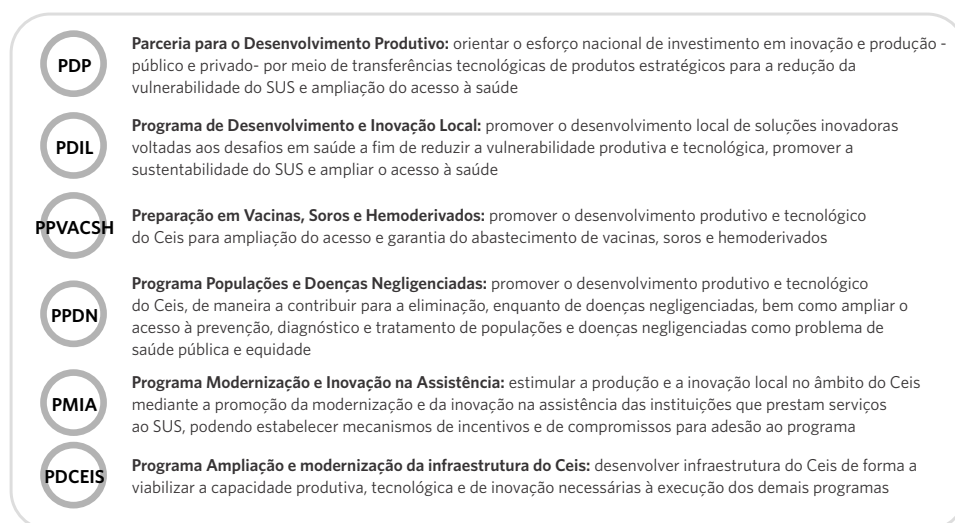 PDP
Parceria para o Desenvolvimento Produtivo: orientar o esforço nacional de investimento em inovação e produção -
público e privado- por meio de transferências tecnológicas de produtos estratégicos para a redução da
vulnerabilidade do SUS e ampliação do acesso à saúde
PDIL
Programa de Desenvolvimento e Inovação Local: promover o desenvolvimento local de soluções inovadoras
voltadas aos desafios em saúde a fim de reduzir a vulnerabilidade produtiva e tecnológica, promover a
sustentabilidade do SUS e ampliar o acesso à saúde
PPVACSH
Preparação em Vacinas, Soros e Hemoderivados: promover o desenvolvimento produtivo e tecnológico
do Ceis para ampliação do acesso e garantia do abastecimento de vacinas, soros e hemoderivados
PPDN
Programa Populações e Doenças Negligenciadas: promover o desenvolvimento produtivo e tecnológico
do Ceis, de maneira a contribuir para a eliminação, enquanto de doenças negligenciadas, bem como ampliar o
acesso à prevenção, diagnóstico e tratamento de populações e doenças negligenciadas como problema de
saúde pública e equidade
PMIA
Programa Modernização e Inovação na Assistência: estimular a produção e a inovação local no âmbito do Ceis
mediante a promoção da modernização e da inovação na assistência das instituições que prestam serviços
ao SUS, podendo estabelecer mecanismos de incentivos e de compromissos para adesão ao programa
PDCEIS
Programa Ampliação e modernização da infraestrutura do Ceis: desenvolver infraestrutura do Ceis de forma a
viabilizar a capacidade produtiva, tecnológica e de inovação necessárias à execução dos demais programas